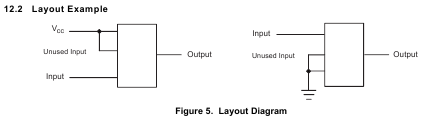 12.2 Layout Example
VCC
Unused Input
Input
Output
Input
Unused Input
Output
Figure 5. Layout Diagram